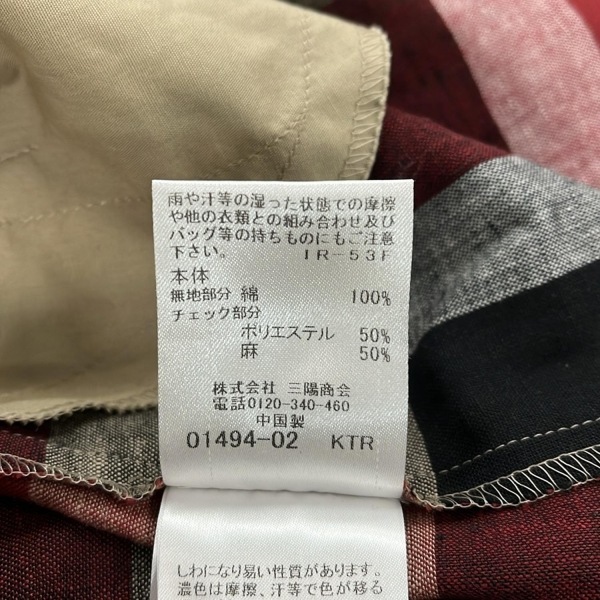 雨や汗等の湿った状態での摩擦
や他の衣類との組み合わせ及び
バッグ等の持ちものにもご注意
下さい。 IR-53F
本体
無地部分 綿 100%
チェック部分
ポリエステル 50%
麻 50%
株式会社 三陽商会
電話0120-340-460
中国製
01494-02 KTR
しわになり易い性質があります。
濃色は摩擦、汗等で色が移る